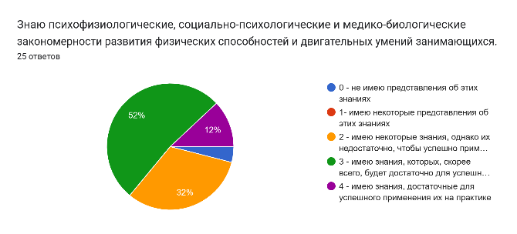 Знаю психофизиологические, социально-психологические и медико-биологические
закономерности развития физических способностей и двигательных умений занимающихся.
25 ответов
52%
12%
32%
0 - не имею представления об этих
знаниях
1- имею некоторые представления об
этих знаниях
2 - имею некоторые знания, однако их
недостаточно, чтобы успешно прим…
3 - имею знания, которых, скорее
всего, будет достаточно для успешн…
4 - имею знания, достаточные для
успешного применения их на практике